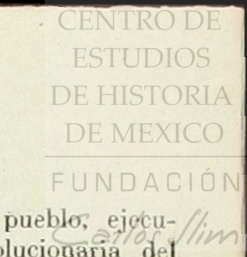 CENTRO DE
ESTUDIOS
DE HISTORIA
DE MEXICO
FUNDACIÓN
Carlos Slim
pueblo, ejecu-
olucionaria del